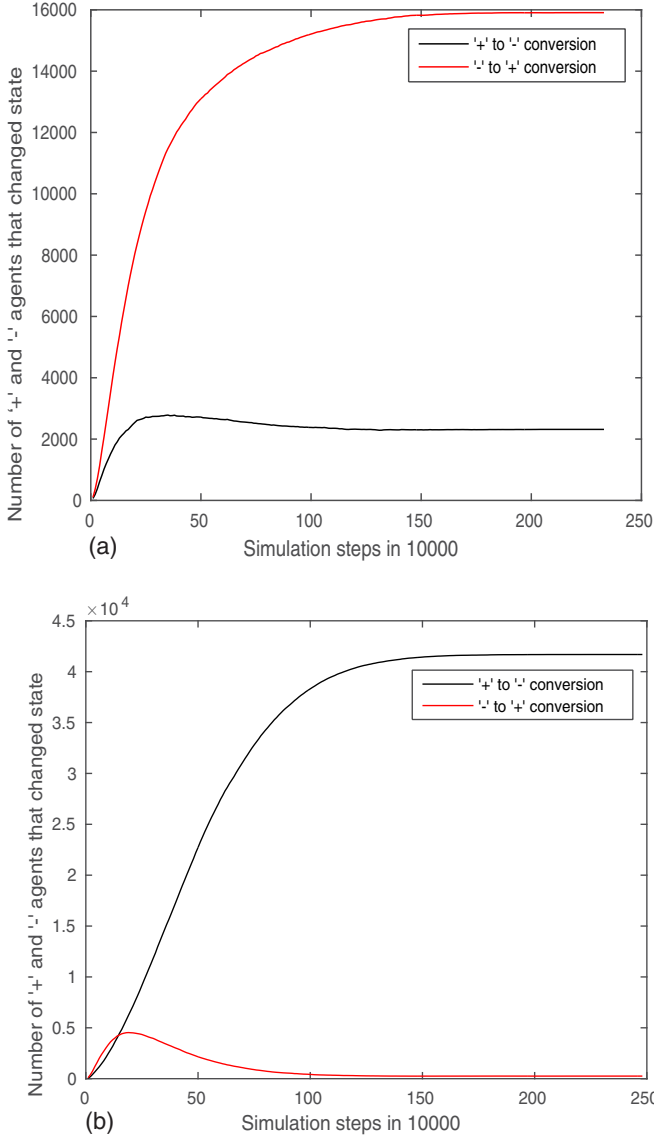 16000
14000
12000
10000
8000
6000
4000
2000
0
Number of '+' and '-' agents that changed state
'+' to '-' conversion
'-' to '+' conversion
0 50 100 150 200 250
(a)
Simulation steps in 10000
×10⁴
4.5
4
3.5
3
2.5
2
1.5
1
0.5
0
Number of '+' and '-' agents that changed state
'+' to '-' conversion
'-' to '+' conversion
0 50 100 150 200 250
(b)
Simulation steps in 10000